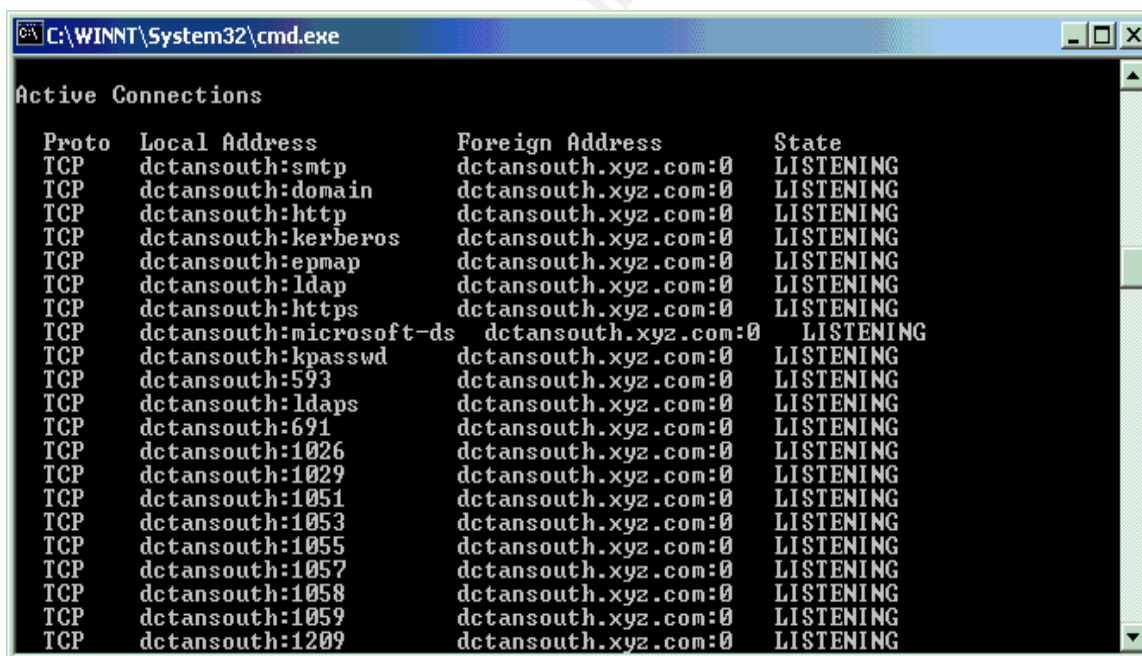 C:\WINNT\System32\cmd.exe
Active Connections
Proto Local Address Foreign Address State
TCP dctansouth:smtp dctansouth.xyz.com:0 LISTENING
TCP dctansouth:domain dctansouth.xyz.com:0 LISTENING
TCP dctansouth:http dctansouth.xyz.com:0 LISTENING
TCP dctansouth:kerberos dctansouth.xyz.com:0 LISTENING
TCP dctansouth:epmap dctansouth.xyz.com:0 LISTENING
TCP dctansouth:ldap dctansouth.xyz.com:0 LISTENING
TCP dctansouth:https dctansouth.xyz.com:0 LISTENING
TCP dctansouth:microsoft-ds dctansouth.xyz.com:0 LISTENING
TCP dctansouth:kpasswd dctansouth.xyz.com:0 LISTENING
TCP dctansouth:593 dctansouth.xyz.com:0 LISTENING
TCP dctansouth:ldaps dctansouth.xyz.com:0 LISTENING
TCP dctansouth:691 dctansouth.xyz.com:0 LISTENING
TCP dctansouth:1026 dctansouth.xyz.com:0 LISTENING
TCP dctansouth:1029 dctansouth.xyz.com:0 LISTENING
TCP dctansouth:1051 dctansouth.xyz.com:0 LISTENING
TCP dctansouth:1053 dctansouth.xyz.com:0 LISTENING
TCP dctansouth:1055 dctansouth.xyz.com:0 LISTENING
TCP dctansouth:1057 dctansouth.xyz.com:0 LISTENING
TCP dctansouth:1058 dctansouth.xyz.com:0 LISTENING
TCP dctansouth:1059 dctansouth.xyz.com:0 LISTENING
TCP dctansouth:1209 dctansouth.xyz.com:0 LISTENING